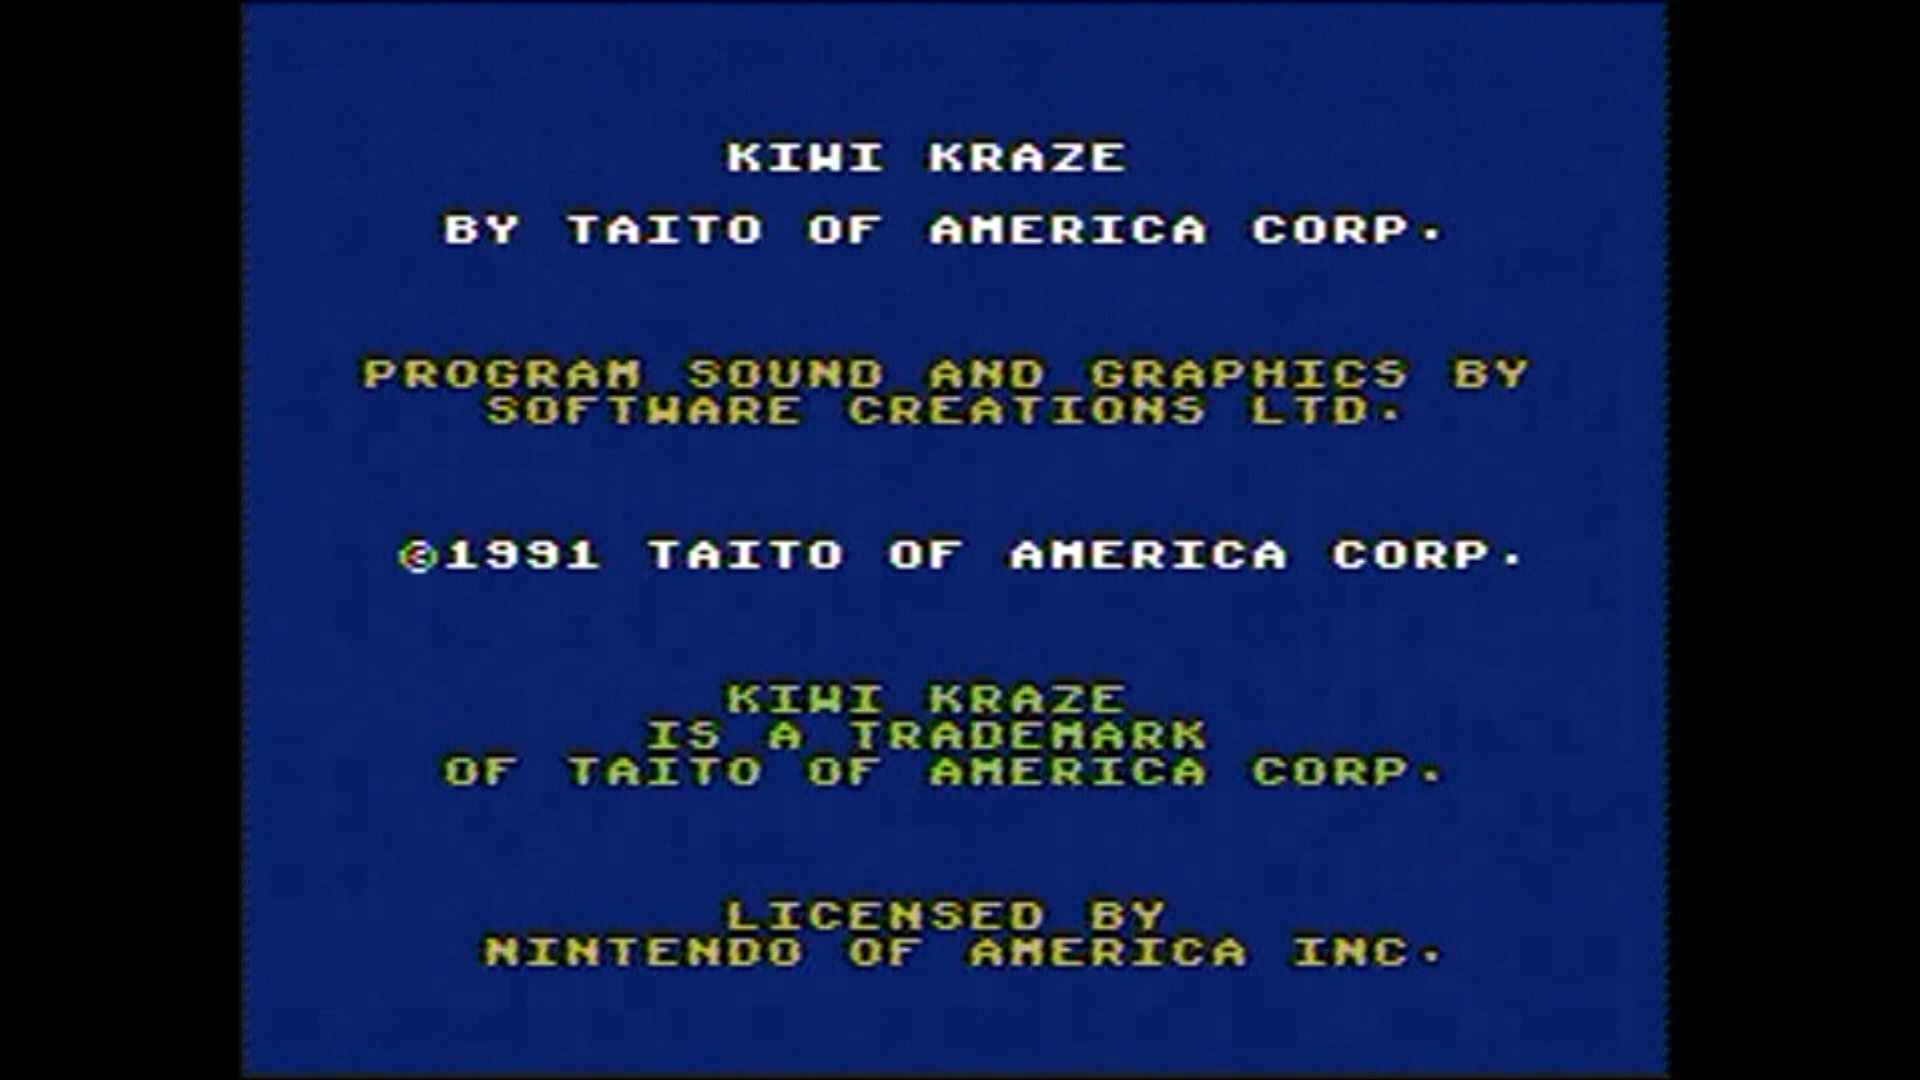 KIWI KRAZE
BY TAITO OF AMERICA CORP.
PROGRAM SOUND AND GRAPHICS BY
SOFTWARE CREATIONS LTD.
©1991 TAITO OF AMERICA CORP.
KIWI KRAZE
IS A TRADEMARK
OF TAITO OF AMERICA CORP.
LICENSED BY
NINTENDO OF AMERICA INC.